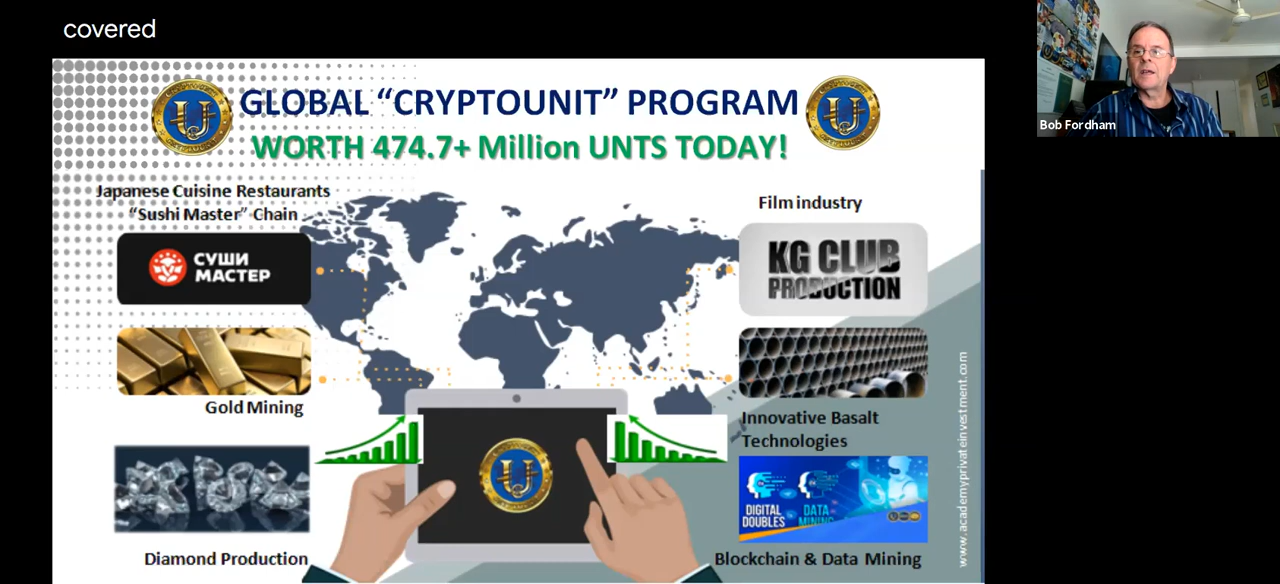 covered
GLOBAL “CRYPTOUNIT” PROGRAM
WORTH 474.7+ Million UNTS TODAY!
Japanese Cuisine Restaurants
“Sushi Master” Chain
СУШИ
МАСТЕР
Gold Mining
Diamond Production
Film industry
KG CLUB
PRODUCTION
Innovative Basalt
Technologies
DIGITAL
DOUBLES
DATA
MINING
Blockchain & Data Mining
www.academyprivateinvestment.com
Bob Fordham